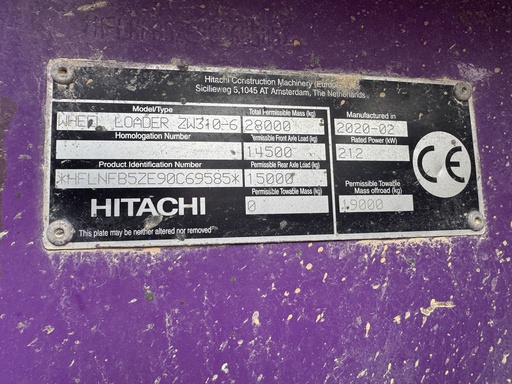 Hitachi Construction Machinery (Europe)
Sicilieweg 5, 1045 AT Amsterdam, The Netherlands
Model/Type
WHEEL LOADER ZW310-6
Homologation Number
Product Identification Number
*HFLNFB5ZE90C69585*
HITACHI
This plate may be neither altered nor removed
Total Permissible Mass (kg)
28000
Permissible Front Axle Load (kg)
14500
Permissible Rear Axle Load (kg)
15000
Permissible Towable Mass (kg)
0
Manufactured in
2020-02
Rated Power (kW)
212
Permissible Towable
Mass offroad (kg)
19000
CE